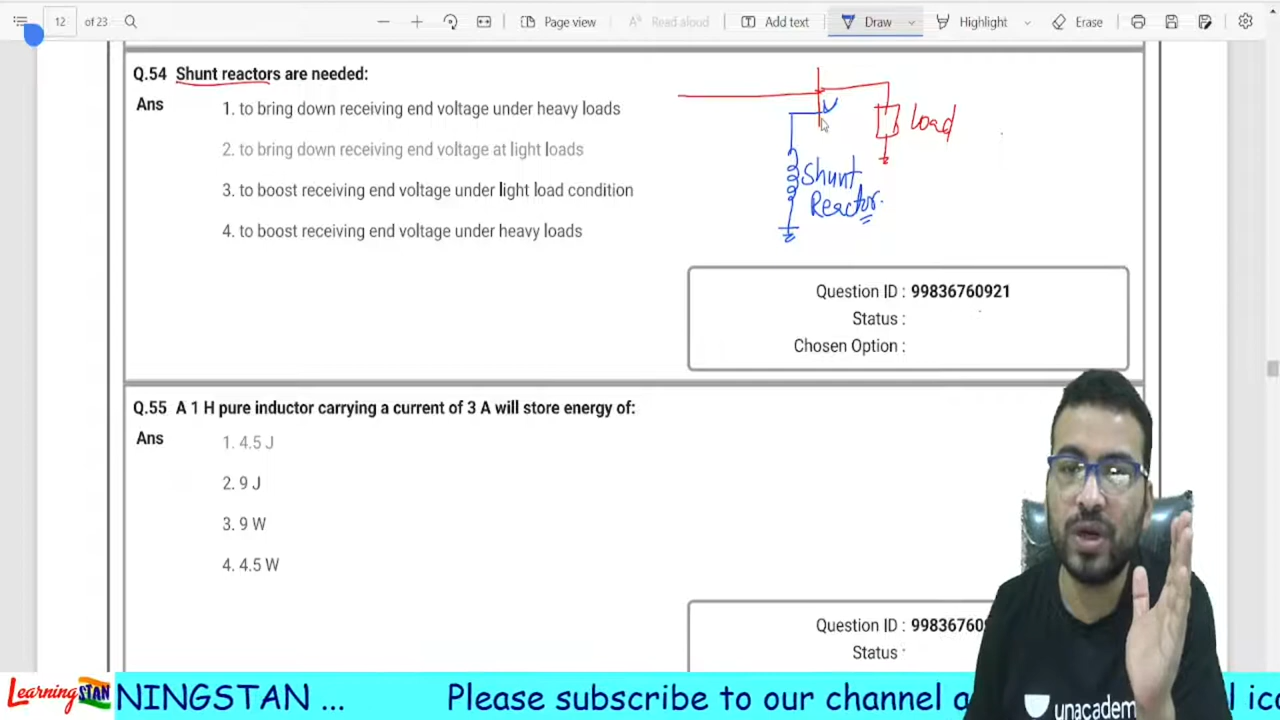 12 of 23
Page view
Read aloud
Add text
Draw
Highlight
Erase
Q.54 Shunt reactors are needed:
Ans
1. to bring down receiving end voltage under heavy loads
2. to bring down receiving end voltage at light loads
3. to boost receiving end voltage under light load condition
4. to boost receiving end voltage under heavy loads
Load
Shunt
Reactor.
Question ID : 99836760921
Status :
Chosen Option :
Q.55 A 1 H pure inductor carrying a current of 3 A will store energy of:
Ans
1. 4.5 J
2. 9 J
3. 9 W
4. 4.5 W
Question ID : 998367609
Status :
LearningSTAN
NINGSTAN ... Please subscribe to our channel a
l ico
unacadem